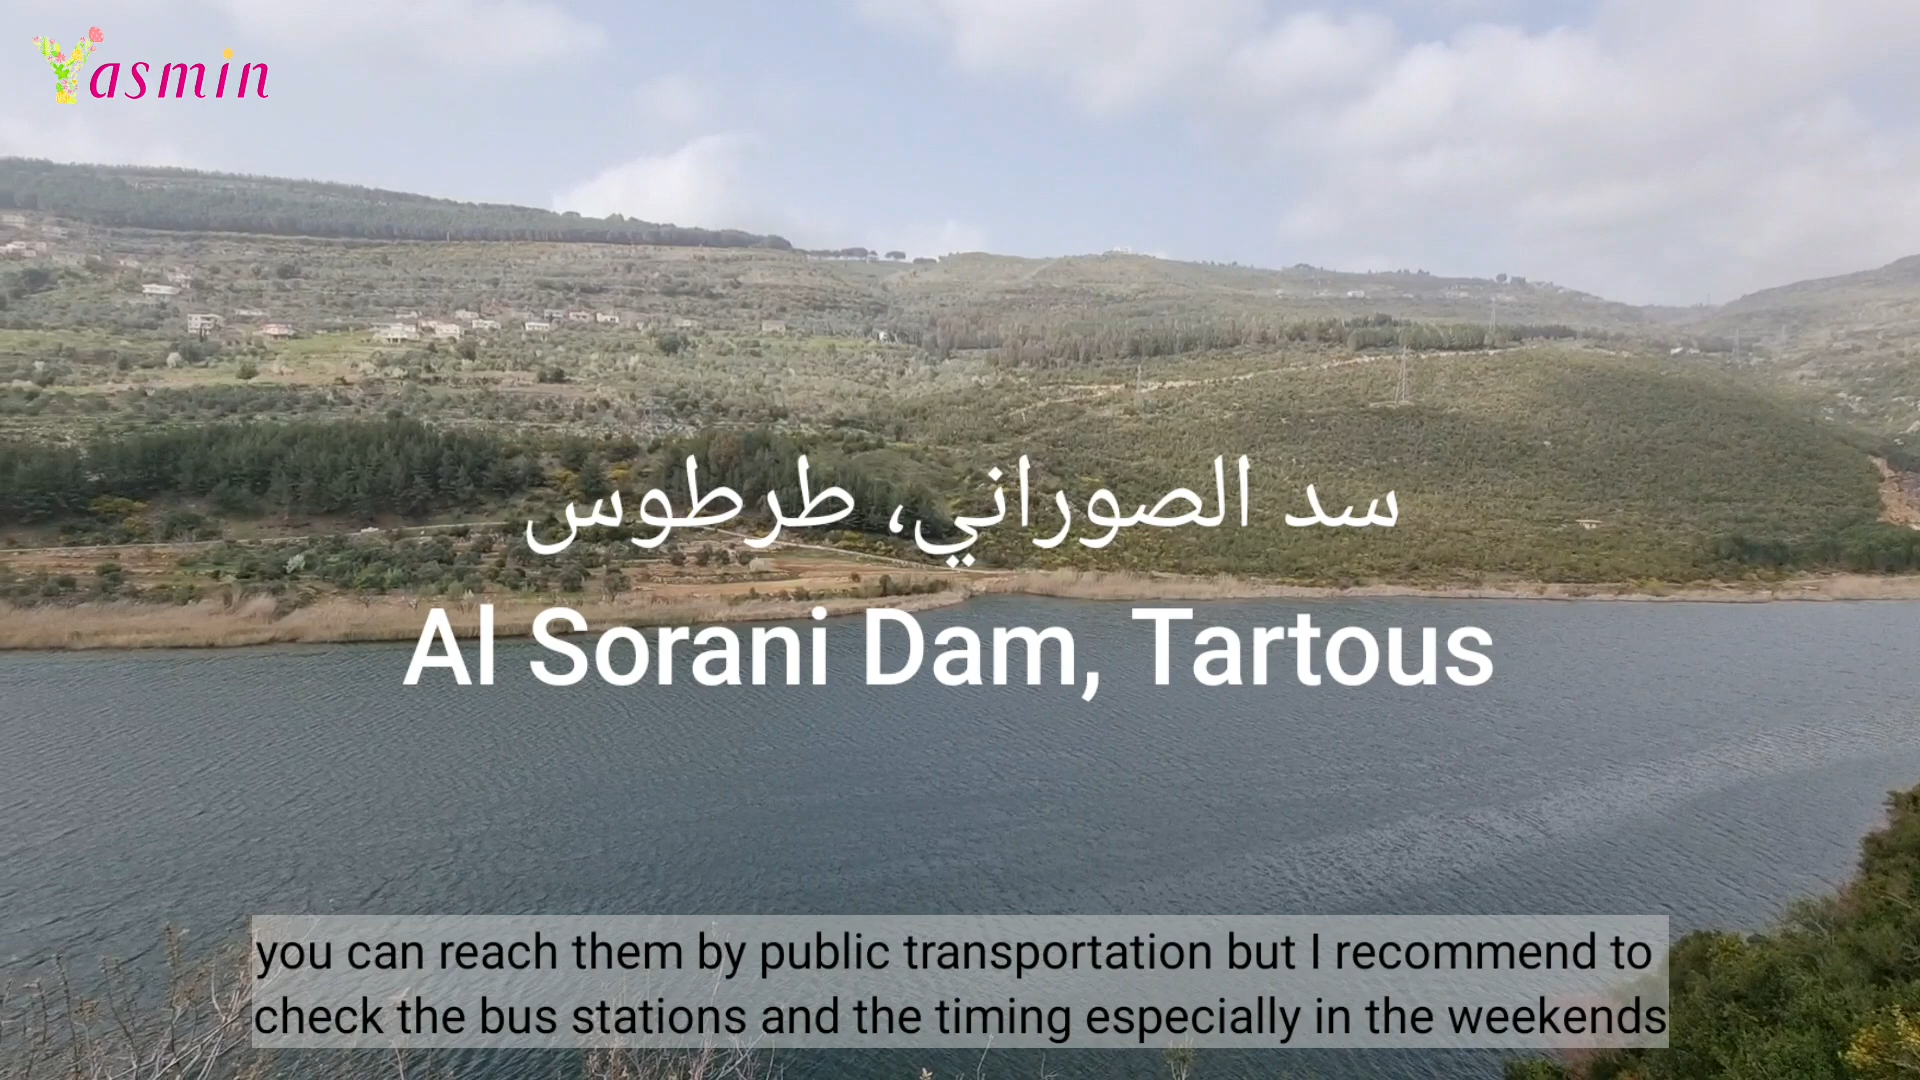 Yasmin
سد الصوراني، طرطوس
Al Sorani Dam, Tartous
you can reach them by public transportation but I recommend to
check the bus stations and the timing especially in the weekends